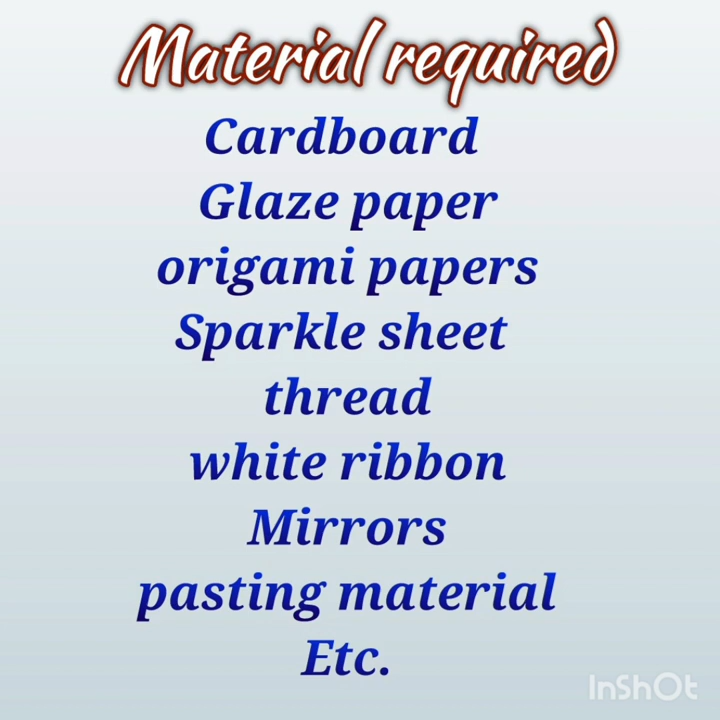 Material required
Cardboard
Glaze paper
origami papers
Sparkle sheet
thread
white ribbon
Mirrors
pasting material
Etc.
InShOt